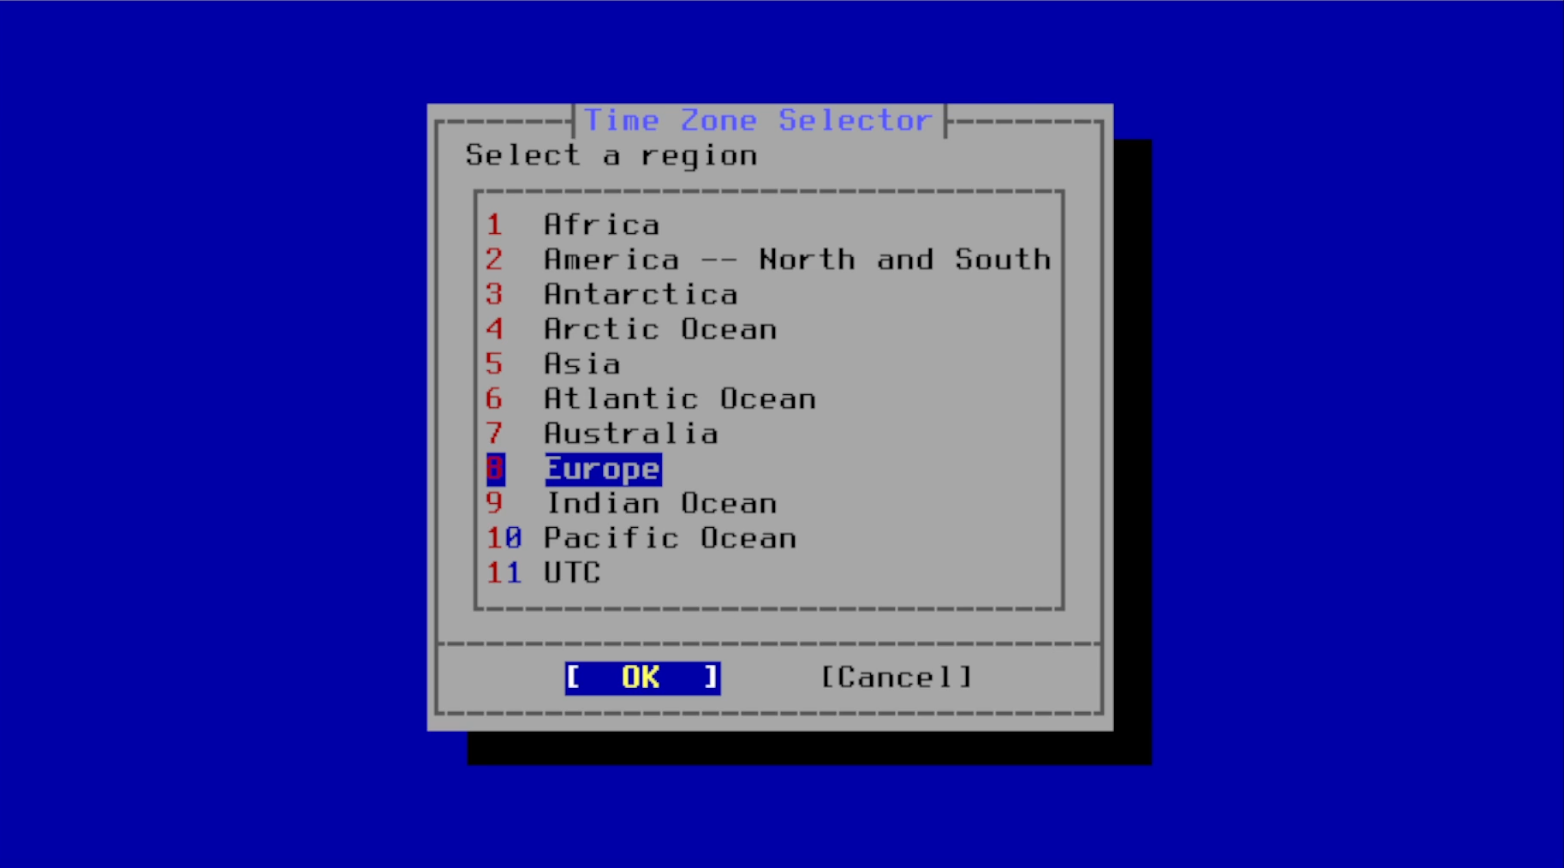 Time Zone Selector
Select a region
1 Africa
2 America -- North and South
3 Antarctica
4 Arctic Ocean
5 Asia
6 Atlantic Ocean
7 Australia
8 Europe
9 Indian Ocean
10 Pacific Ocean
11 UTC
[ OK ] [Cancel]